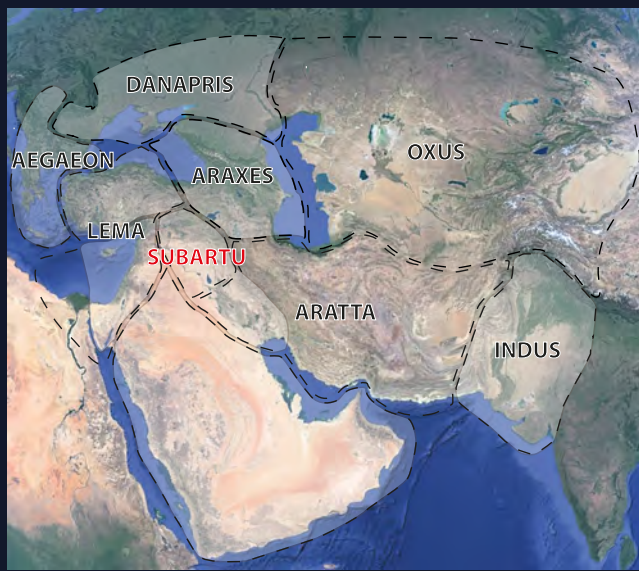 DANAPRIS
AEGAEON
OXUS
ARAXES
LEMA
SUBARTU
ARATTA
INDUS